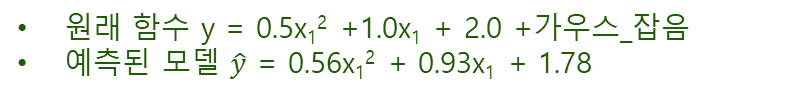 • 원래 함수 y = 0.5x₁² +1.0x₁ + 2.0 +가우스_잡음
• 예측된 모델 ŷ = 0.56x₁² + 0.93x₁ + 1.78